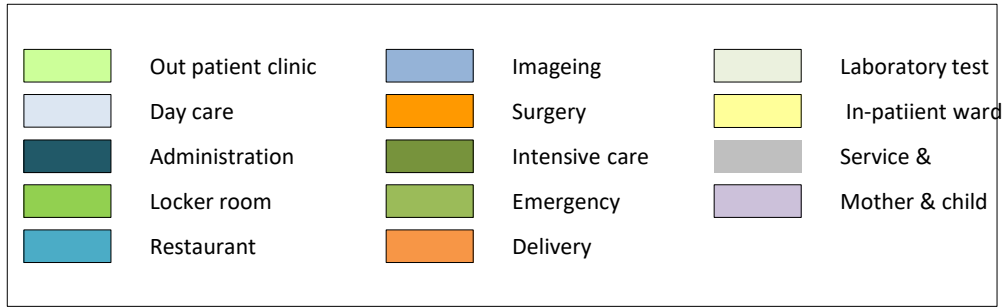 Out patient clinic
Imageing
Laboratory test
Day care
Surgery
In-patiient ward
Administration
Intensive care
Service &
Locker room
Emergency
Mother & child
Restaurant
Delivery